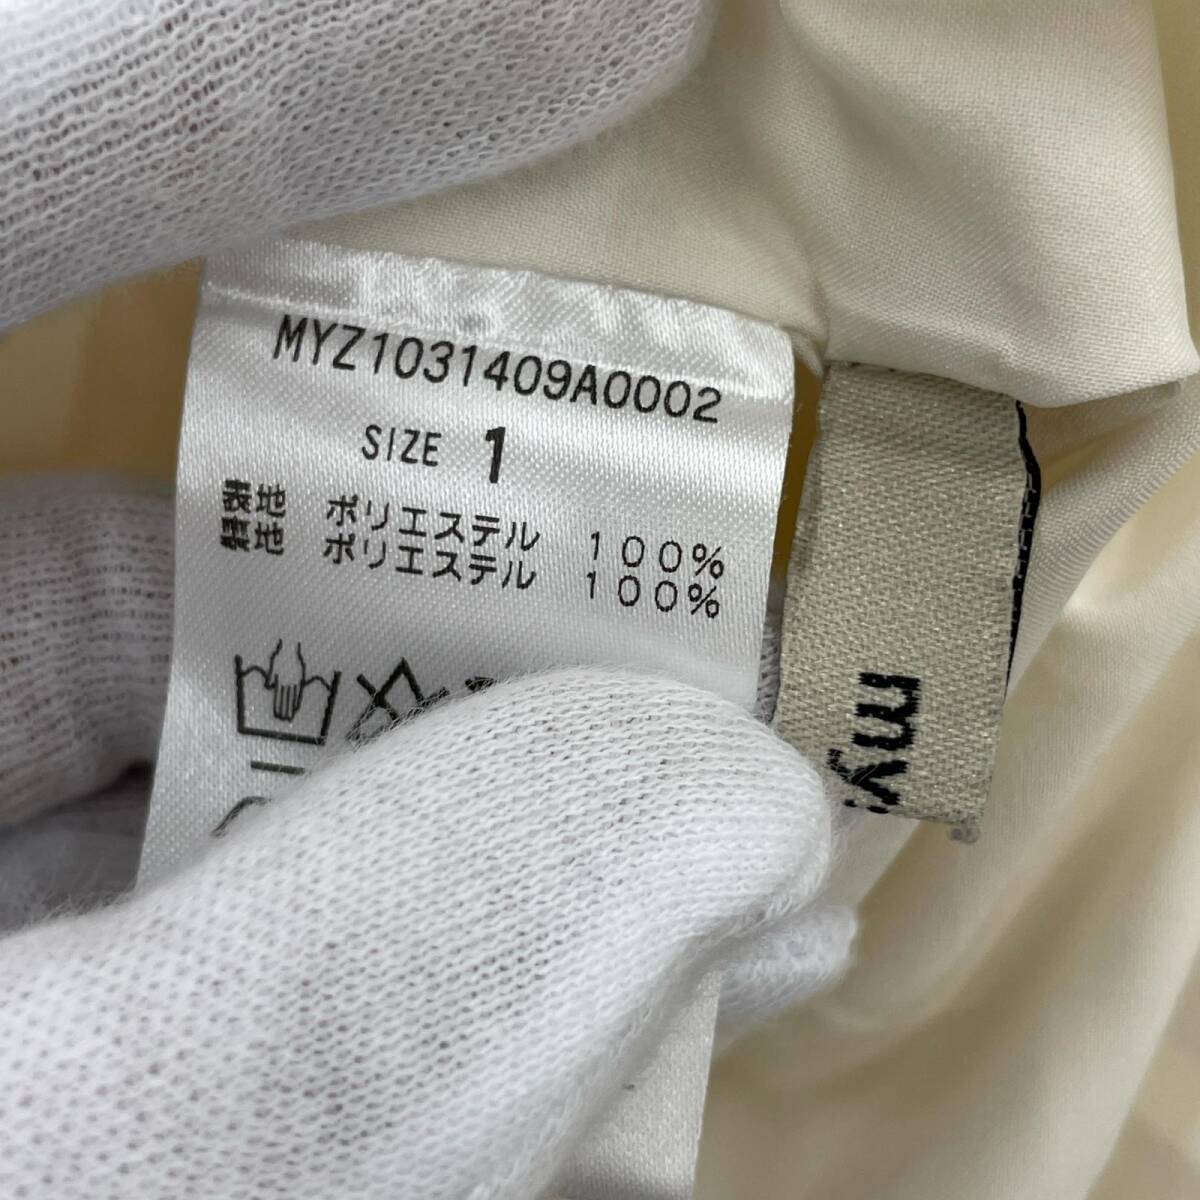 MYZ1031409A0002
SIZE 1
表地 ポリエステル 100%
裏地 ポリエステル 100%
my